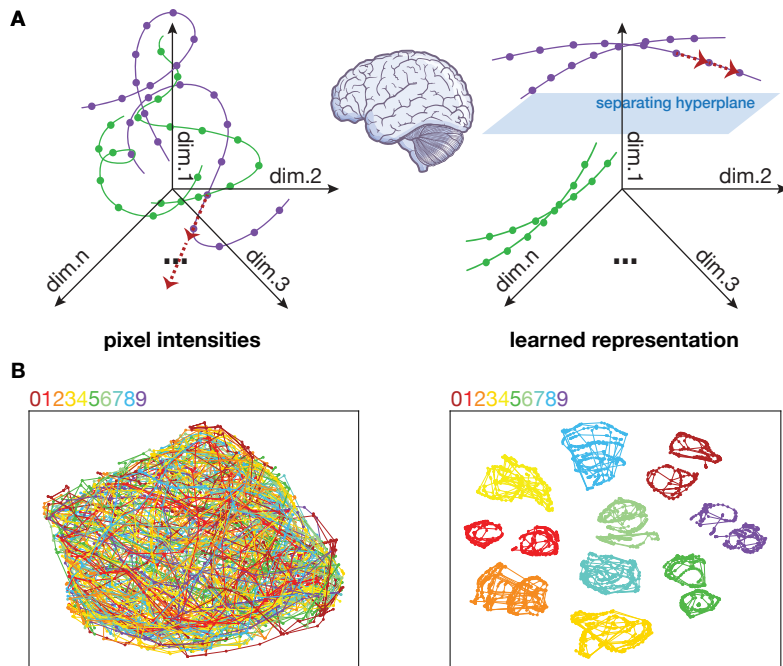 A
dim.1
dim.2
dim.3
dim.n
...
pixel intensities
separating hyperplane
dim.1
dim.2
dim.3
dim.n
...
learned representation
B
0123456789
0123456789